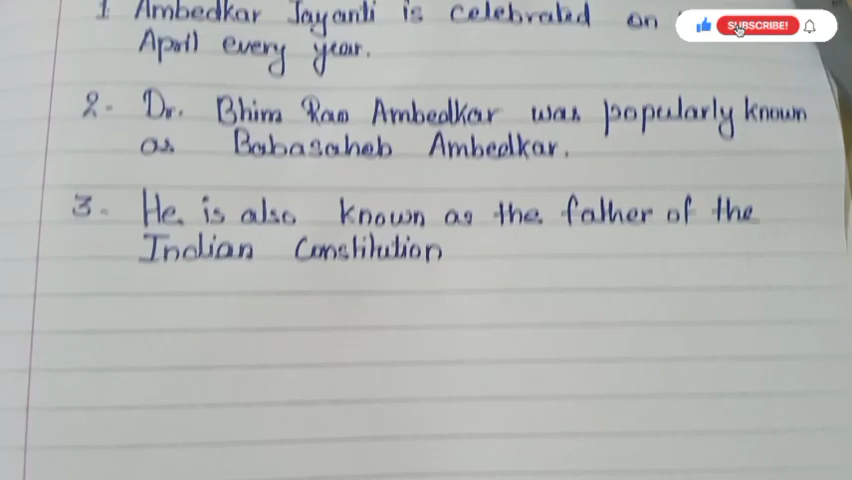 1 Ambedkar Jayanti is celebrated on
SUBSCRIBE!
April every year.
2. Dr. Bhim Rao Ambedkar was popularly known
as Babasaheb Ambedkar.
3. He is also known as the father of the
Indian Constitution